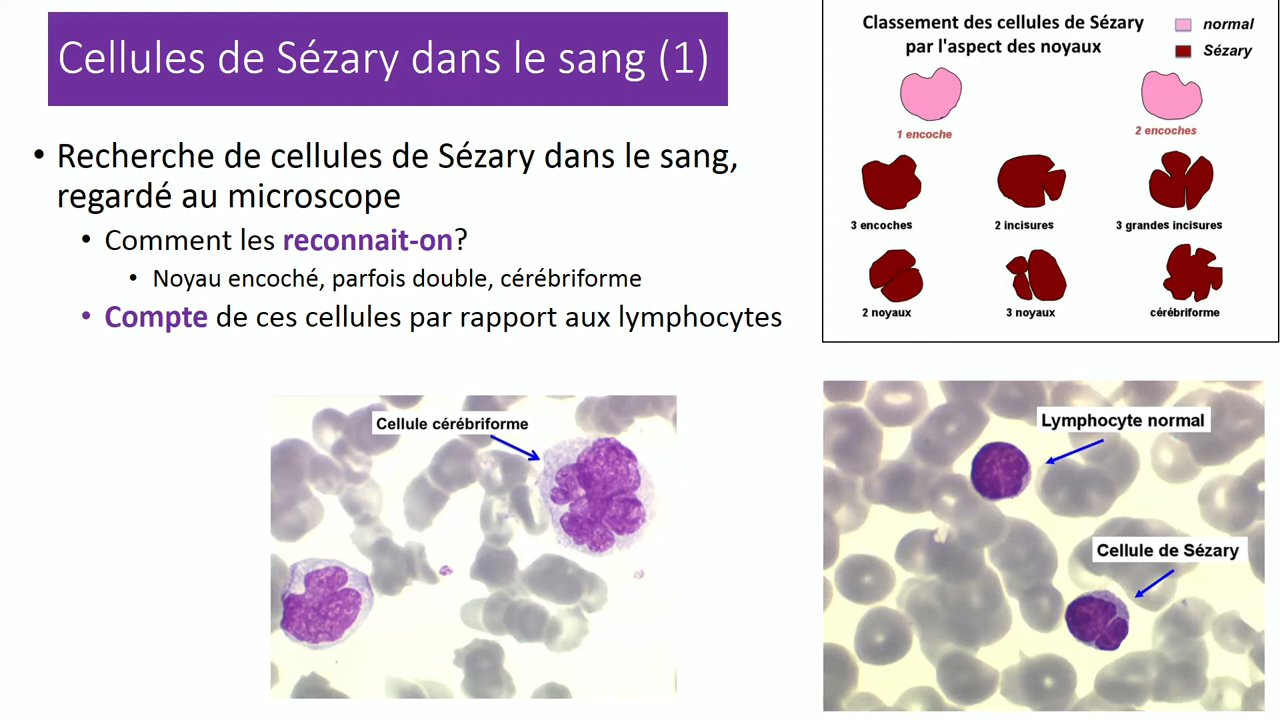 Cellules de Sézary dans le sang (1)
• Recherche de cellules de Sézary dans le sang,
regardé au microscope
• Comment les reconnait-on?
• Noyau encoché, parfois double, cérébriforme
• Compte de ces cellules par rapport aux lymphocytes
Classement des cellules de Sézary
par l'aspect des noyaux
normal
Sézary
1 encoche
2 encoches
3 encoches
2 incisures
3 grandes incisures
2 noyaux
3 noyaux
cérébriforme
Cellule cérébriforme
Lymphocyte normal
Cellule de Sézary